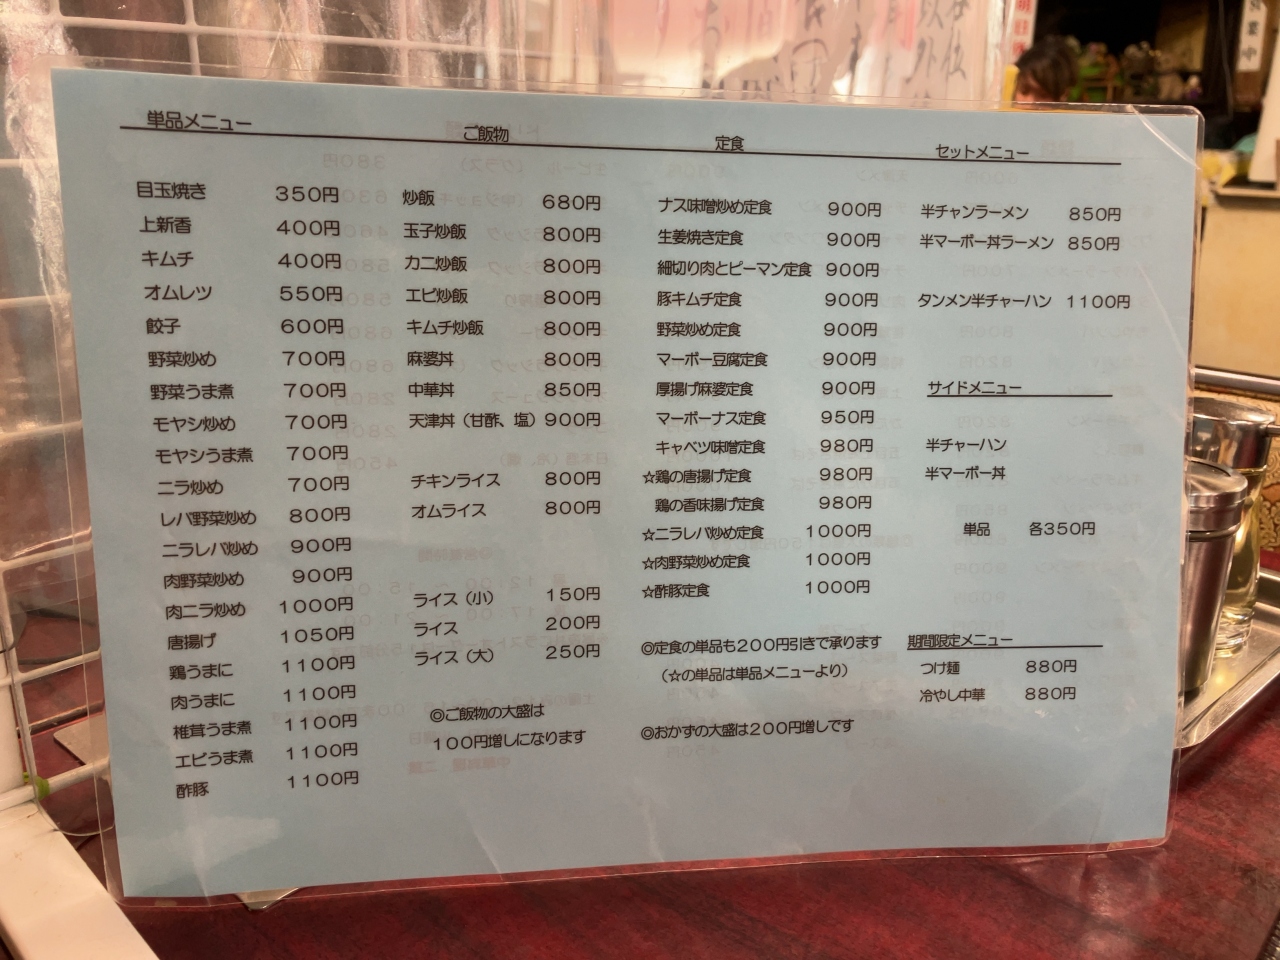 単品メニュー
目玉焼き 350円
上新香 400円
キムチ 400円
オムレツ 550円
餃子 600円
野菜炒め 700円
野菜うま煮 700円
モヤシ炒め 700円
モヤシうま煮 700円
ニラ炒め 700円
レバ野菜炒め 800円
ニラレバ炒め 900円
肉野菜炒め 900円
肉ニラ炒め 1000円
唐揚げ 1050円
鶏うまに 1100円
肉うまに 1100円
椎茸うま煮 1100円
エビうま煮 1100円
酢豚 1100円
ご飯物
炒飯 680円
玉子炒飯 800円
カニ炒飯 800円
エビ炒飯 800円
キムチ炒飯 800円
麻婆丼 800円
中華丼 850円
天津丼（甘酢、塩） 900円
チキンライス 800円
オムライス 800円
ライス（小） 150円
ライス 200円
ライス（大） 250円
◎ご飯物の大盛は
100円増しになります
定食
ナス味噌炒め定食 900円
生姜焼き定食 900円
細切り肉とピーマン定食 900円
豚キムチ定食 900円
野菜炒め定食 900円
マーボー豆腐定食 900円
厚揚げ麻婆定食 900円
マーボーナス定食 950円
キャベツ味噌定食 980円
☆鶏の唐揚げ定食 980円
鶏の香味揚げ定食 980円
☆ニラレバ炒め定食 1000円
☆肉野菜炒め定食 1000円
☆酢豚定食 1000円
◎定食の単品も200円引きで承ります
（☆の単品は単品メニューより）
◎おかずの大盛は200円増しです
セットメニュー
半チャンラーメン 850円
半マーボー丼ラーメン 850円
タンメン半チャーハン 1100円
サイドメニュー
半チャーハン
半マーボー丼
単品 各350円
期間限定メニュー
つけ麺 880円
冷やし中華 880円
営業中